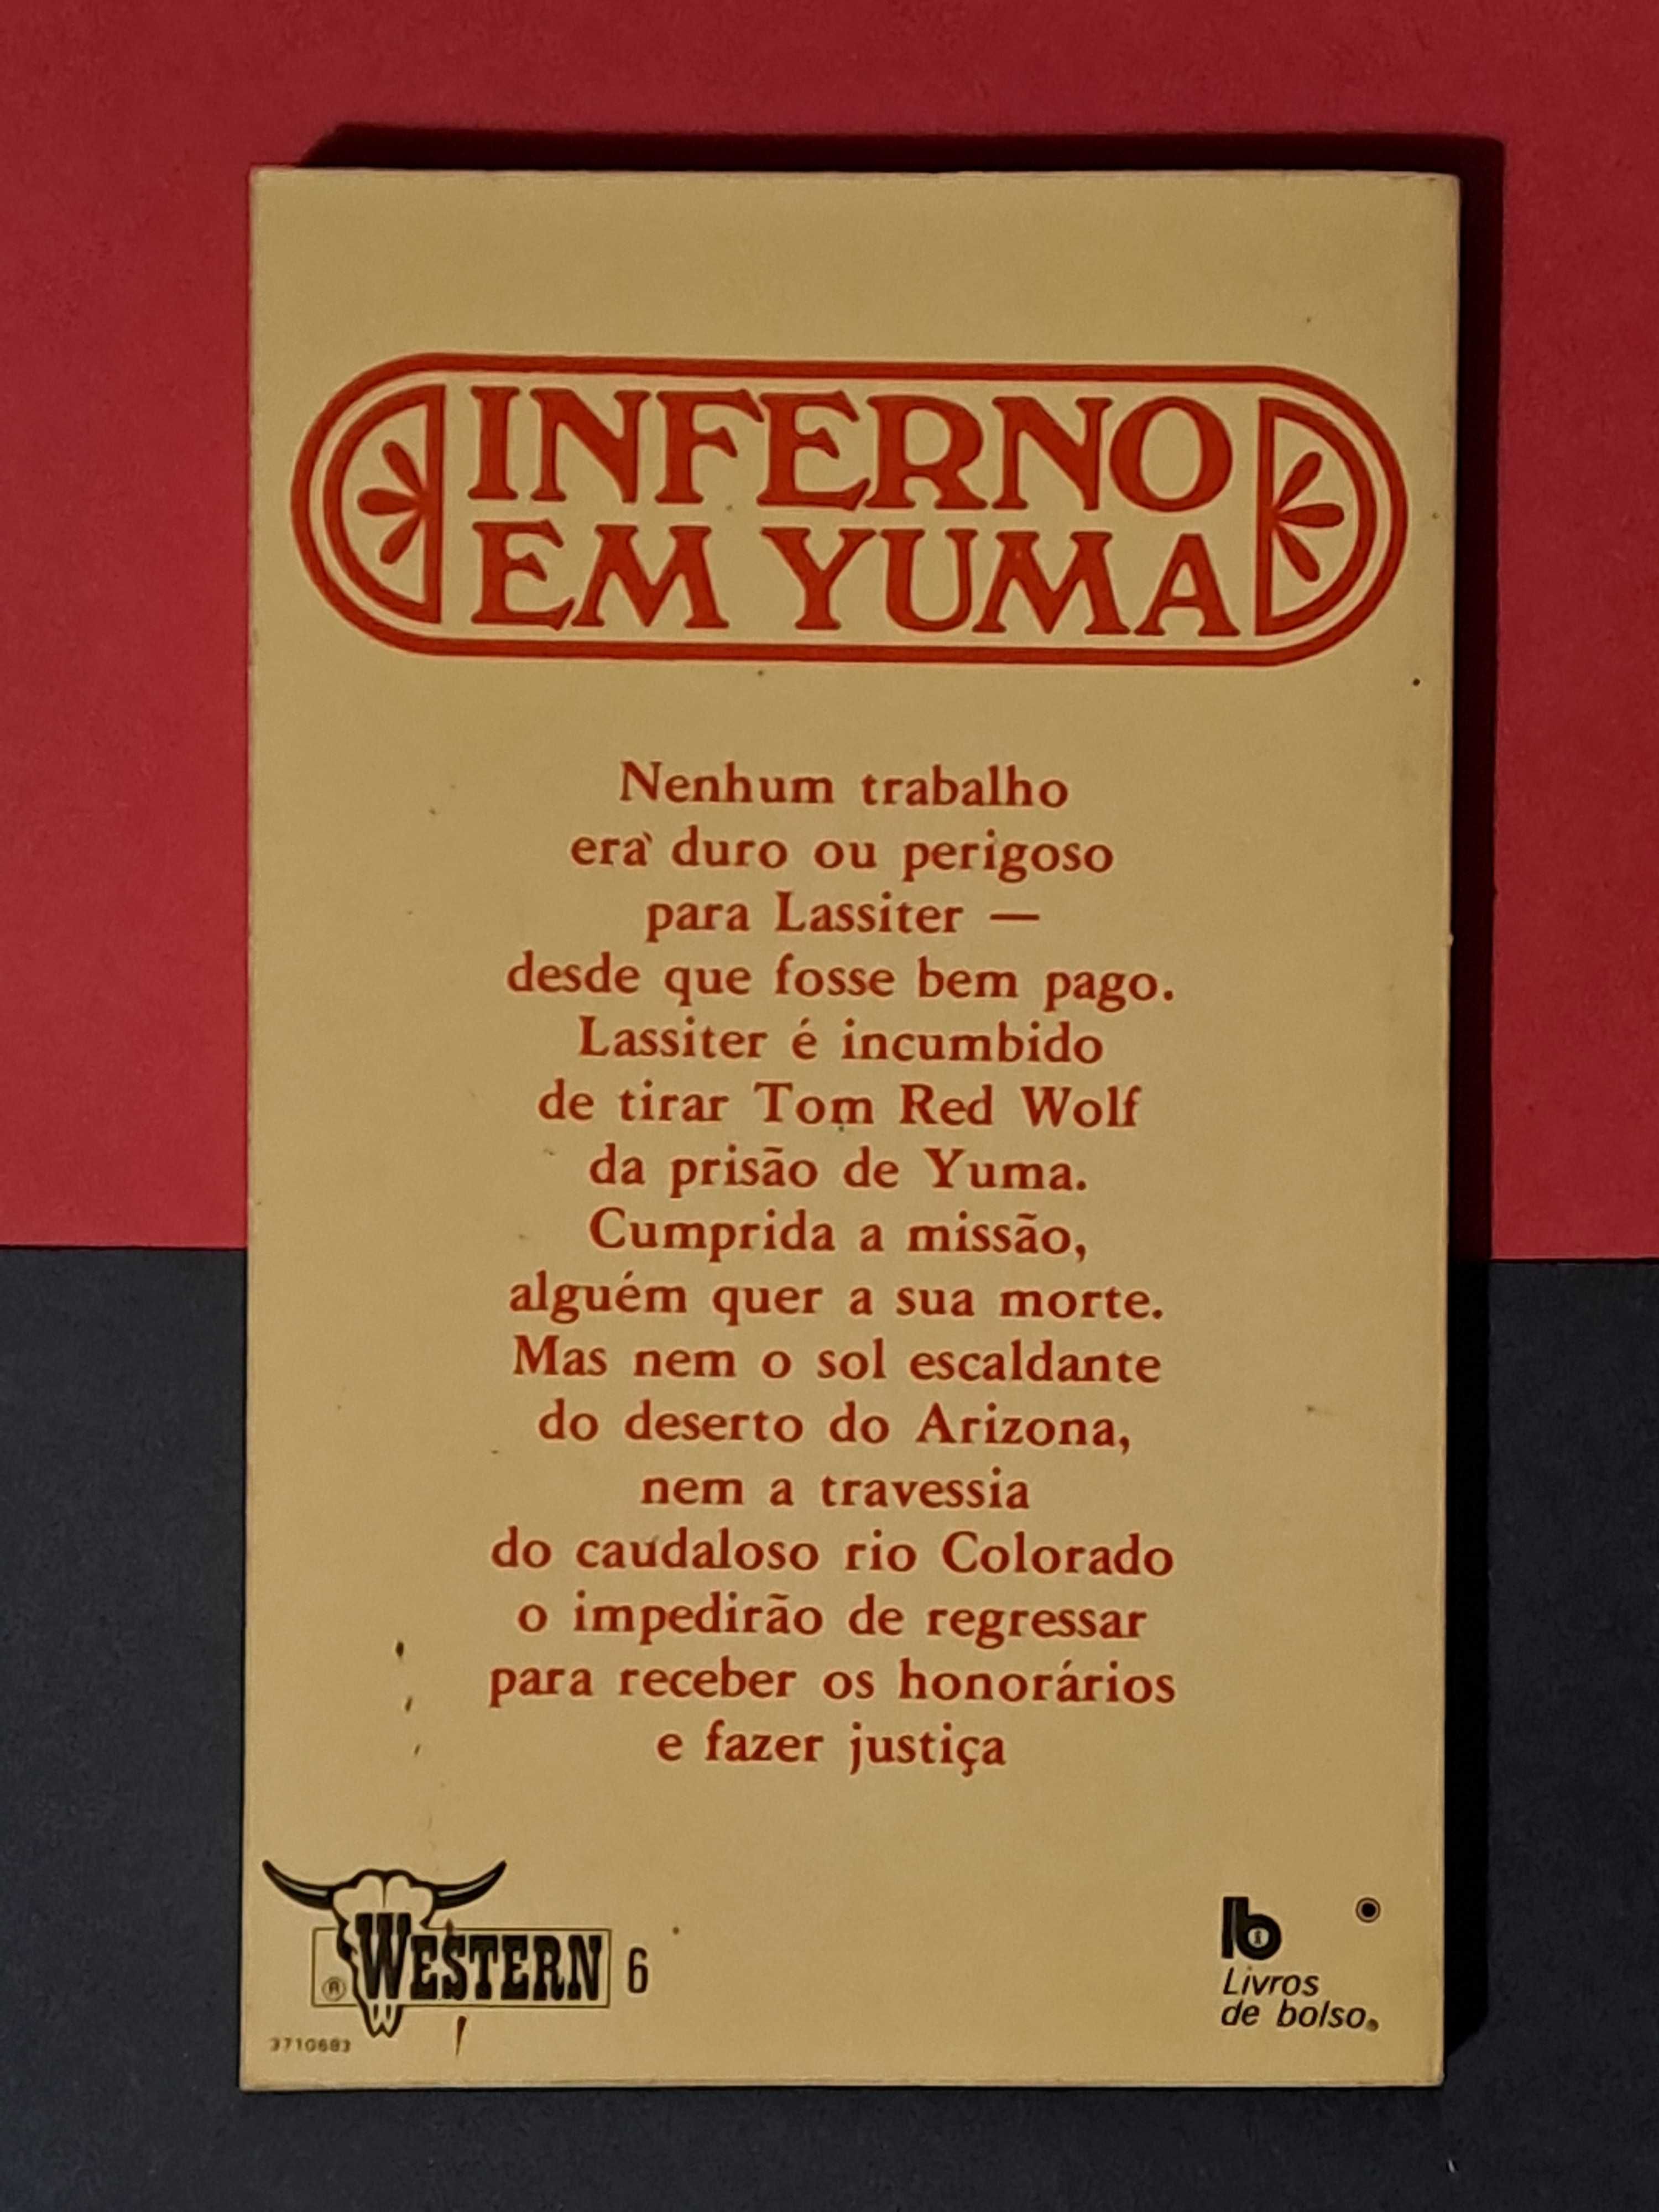 INFERNO
EM YUMA
Nenhum trabalho
era duro ou perigoso
para Lassiter —
desde que fosse bem pago.
Lassiter é incumbido
de tirar Tom Red Wolf
da prisão de Yuma.
Cumprida a missão,
alguém quer a sua morte.
Mas nem o sol escaldante
do deserto do Arizona,
nem a travessia
do caudaloso rio Colorado
o impedirão de regressar
para receber os honorários
e fazer justiça
WESTERN 6
3710683
lb
Livros
de bolso